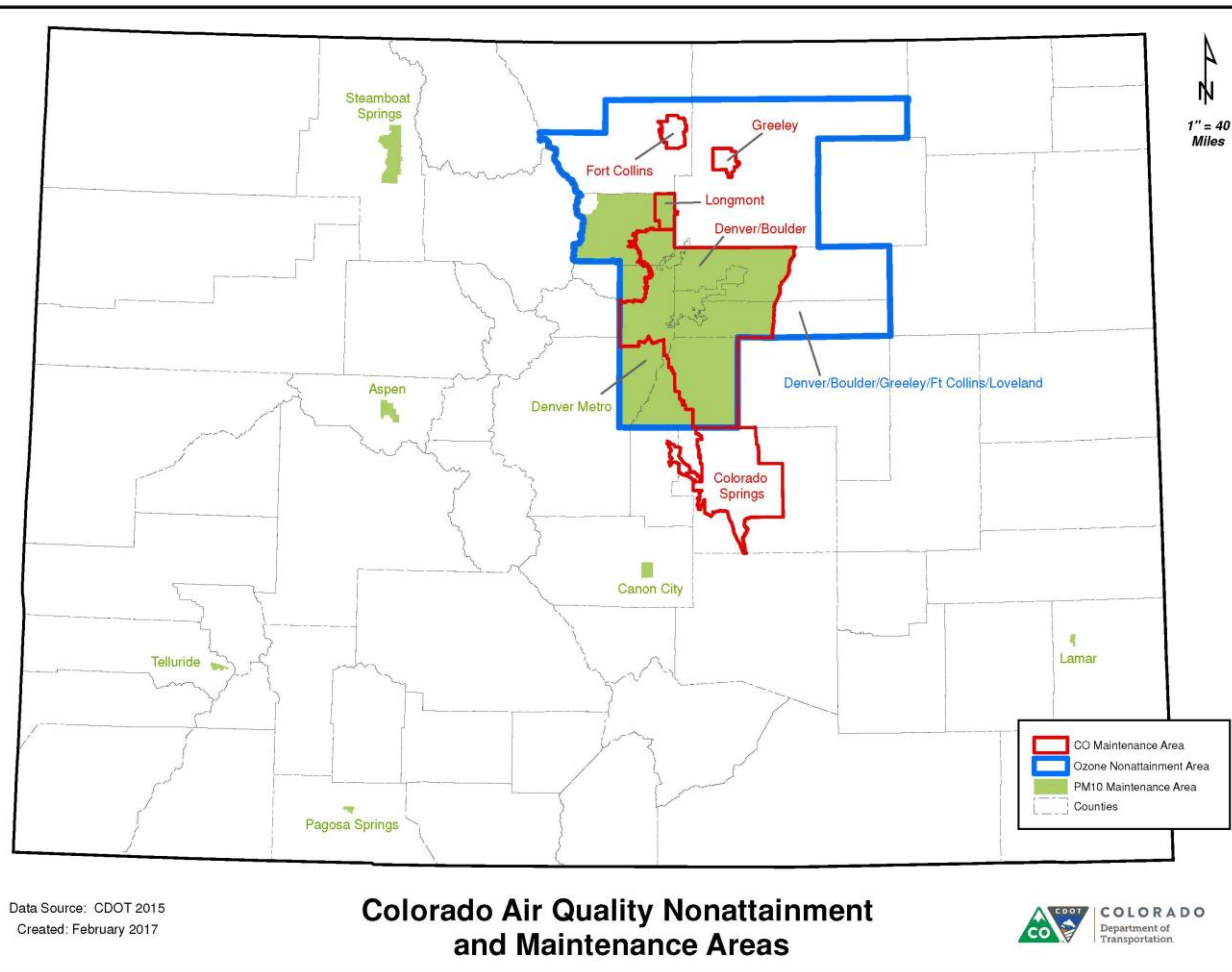 N
1" = 40
Miles
Steamboat
Springs
Greeley
Fort Collins
Longmont
Denver/Boulder
Denver/Boulder/Greeley/Ft Collins/Loveland
Aspen
Denver Metro
Colorado
Springs
Canon City
Telluride
Lamar
Pagosa Springs
CO Maintenance Area
Ozone Nonattainment Area
PM10 Maintenance Area
Counties
Data Source: CDOT 2015
Created: February 2017
Colorado Air Quality Nonattainment
and Maintenance Areas
CO
CDOT
COLORADO
Department of
Transportation